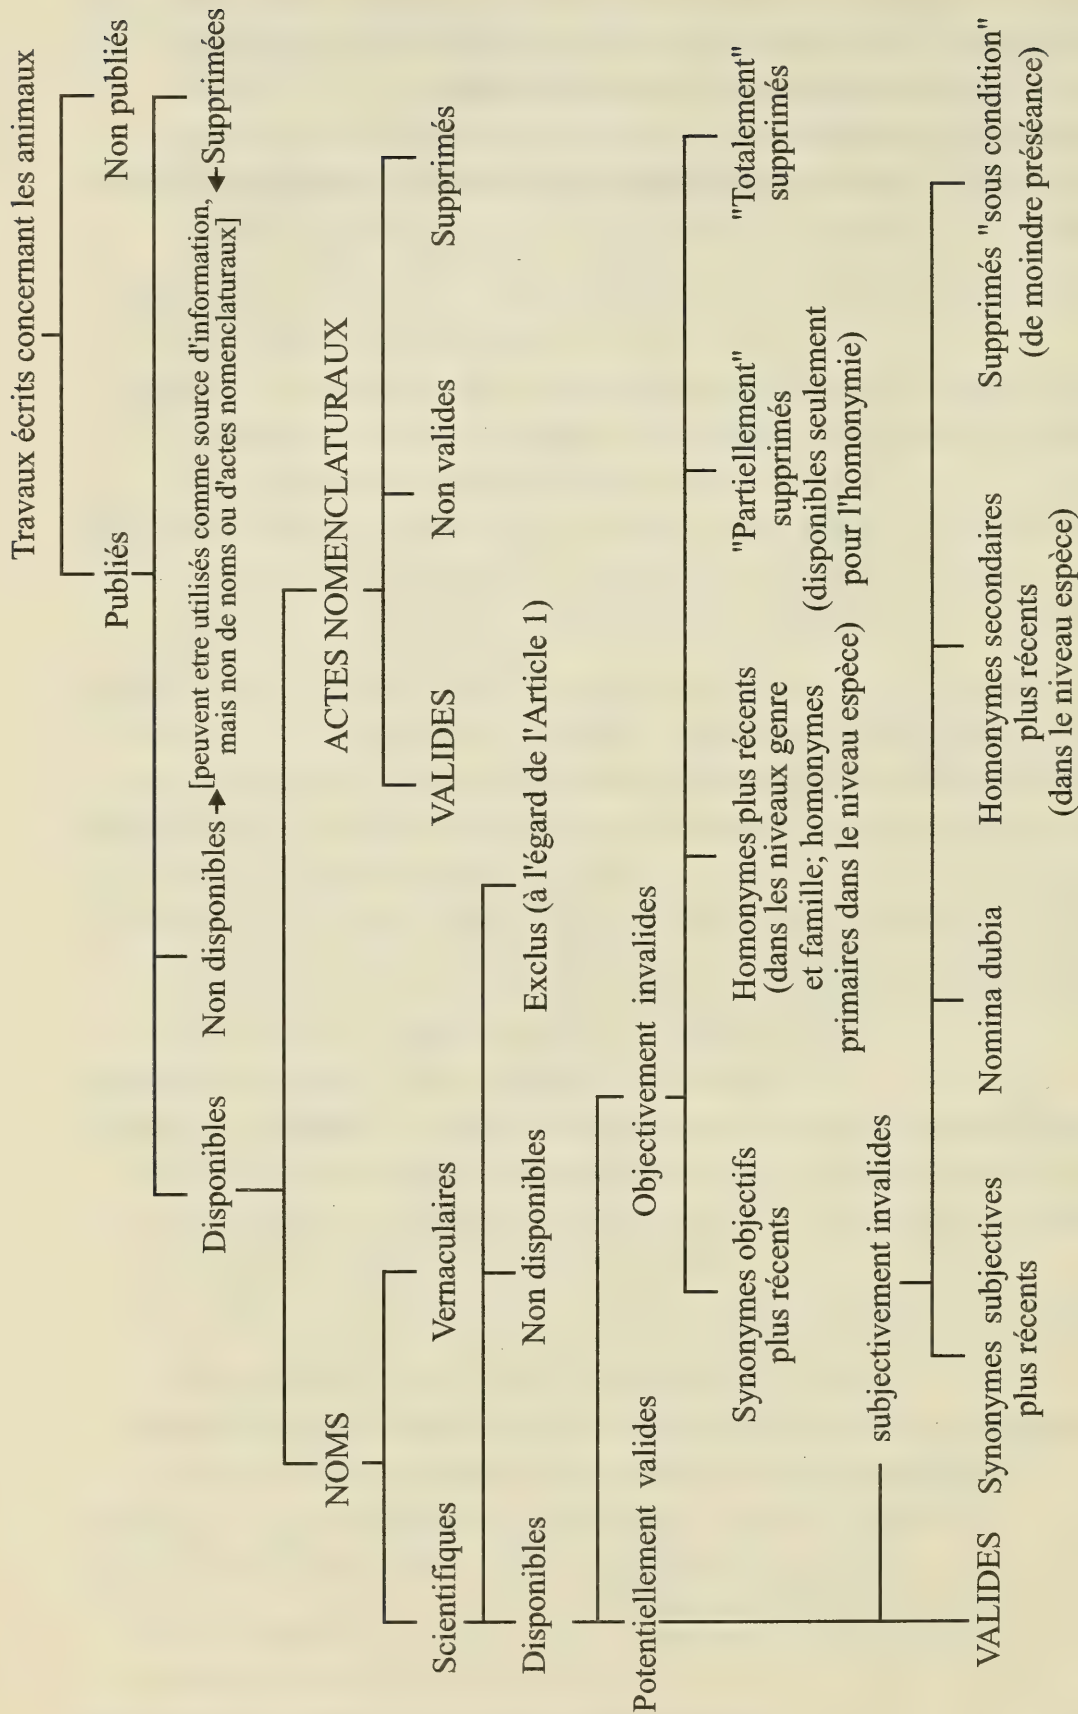 Travaux écrits concernant les animaux
Publiés
Non publiés
Disponibles
Non disponibles
[peuvent etre utilisés comme source d'information,
mais non de noms ou d'actes nomenclaturaux]
Supprimées
NOMS
ACTES NOMENCLATURAUX
Scientifiques
Vernaculaires
VALIDES
Non valides
Supprimés
Disponibles
Non disponibles
Exclus (à l'égard de l'Article 1)
Potentiellement valides
Objectivement invalides
Synonymes objectifs
plus récents
Homonymes plus récents
(dans les niveaux genre
et famille; homonymes
primaires dans le niveau espèce)
"Partiellement"
supprimés
(disponibles seulement
pour l'homonymie)
"Totalement"
supprimés
subjectivement invalides
VALIDES
Synonymes subjectives
plus récents
Nomina dubia
Homonymes secondaires
plus récents
(dans le niveau espèce)
Supprimés "sous condition"
(de moindre préséance)